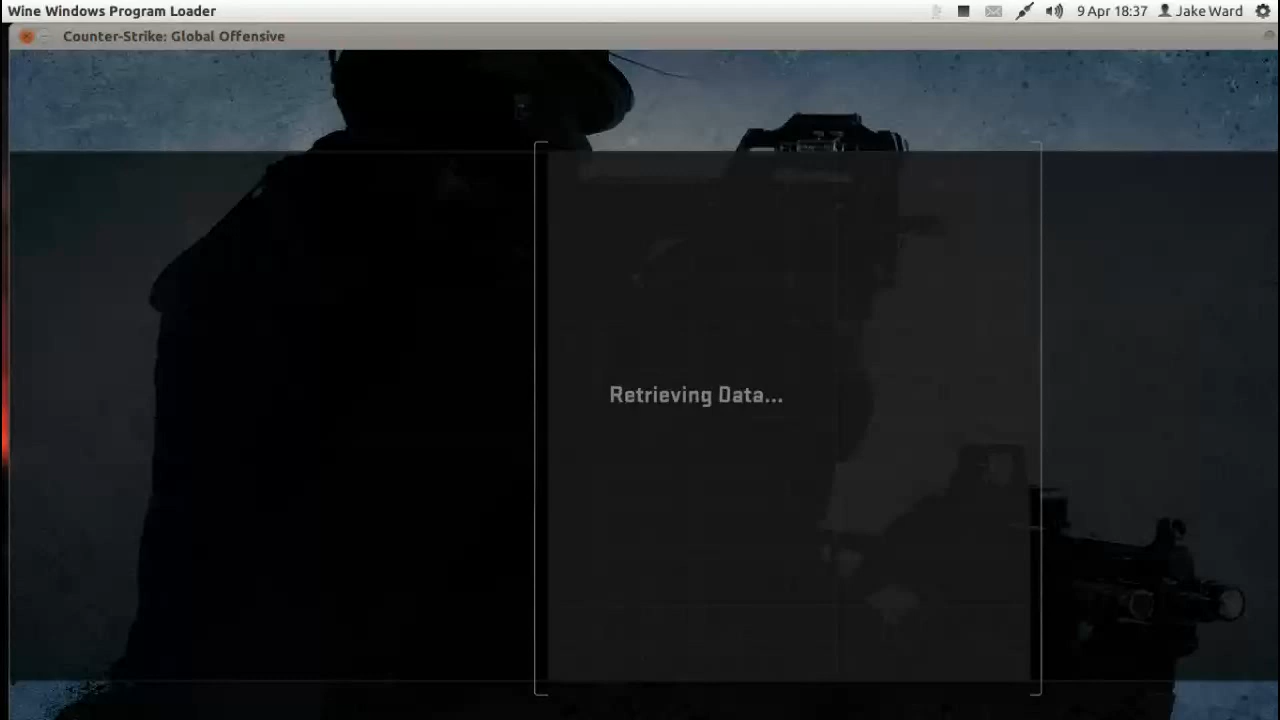 Wine Windows Program Loader
9 Apr 18:37
Jake Ward
Counter-Strike: Global Offensive
Retrieving Data...